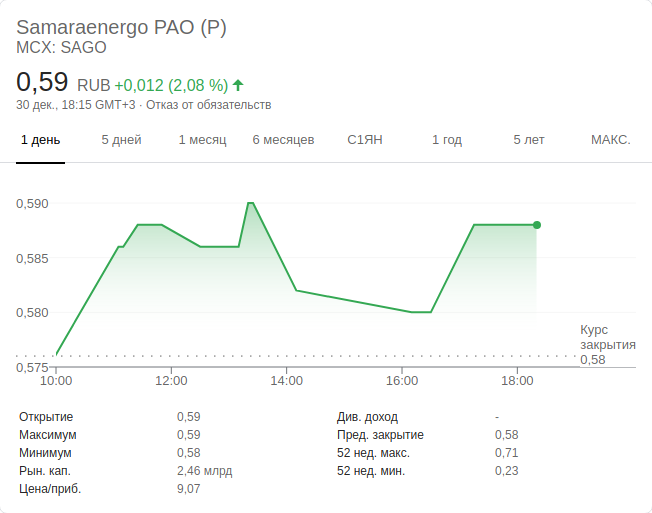 Samaraenergo PAO (P)
MCX: SAGO
0,59 RUB +0,012 (2,08 %)
30 дек., 18:15 GMT+3 · Отказ от обязательств
1 день 5 дней 1 месяц 6 месяцев С1ЯН 1 год 5 лет МАКС.
0,590
0,585
0,580
0,575
Курс
закрытия
0,58
10:00 12:00 14:00 16:00 18:00
Открытие 0,59
Максимум 0,59
Минимум 0,58
Рын. кап. 2,46 млрд
Цена/приб. 9,07
Див. доход -
Пред. закрытие 0,58
52 нед. макс. 0,71
52 нед. мин. 0,23